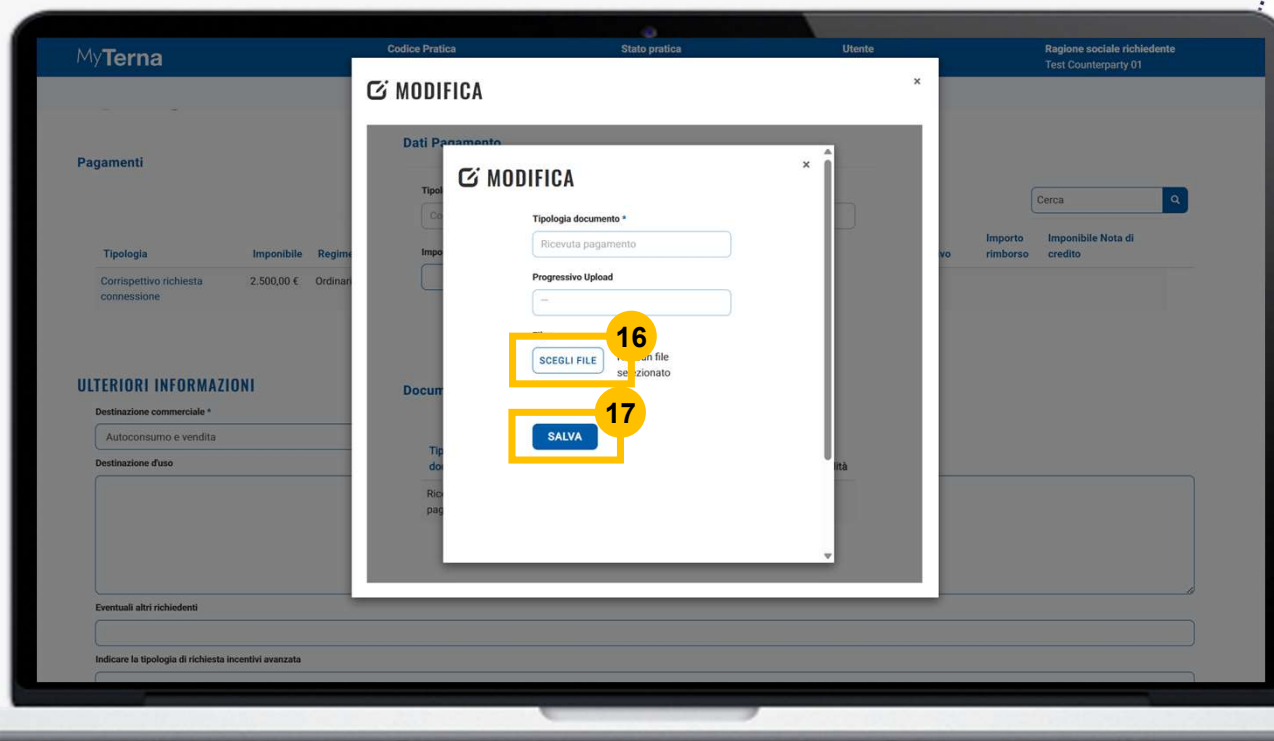 MyTerna
Codice Pratica
Stato pratica
Utente
Ragione sociale richiedente
Test Counterparty 01
MODIFICA
×
Dati Pagamento
Pagamenti
MODIFICA
×
Cerca
Tipologia documento *
Ricevuta pagamento
Progressivo Upload
—
16
SCEGLI FILE
un file
selezionato
17
SALVA
Tipologia
Imponibile
Importo
rimborso
Imponibile Nota di
credito
Corrispettivo richiesta
connessione
2.500,00 €
ULTERIORI INFORMAZIONI
Destinazione commerciale *
Autoconsumo e vendita
Destinazione d'uso
Eventuali altri richiedenti
Indicare la tipologia di richiesta incentivi avanzata